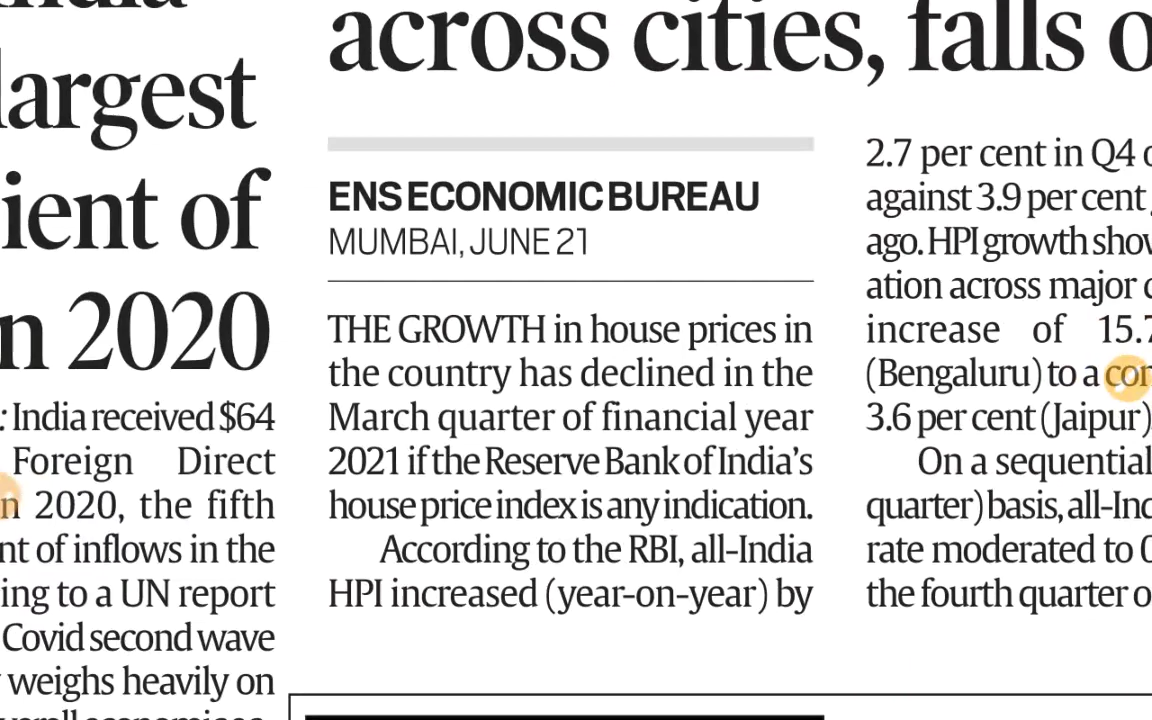 largest
ient of
n 2020
: India received $64
Foreign Direct
n 2020, the fifth
nt of inflows in the
ing to a UN report
Covid second wave
weighs heavily on
across cities, falls o
ENS ECONOMIC BUREAU
MUMBAI, JUNE 21
THE GROWTH in house prices in
the country has declined in the
March quarter of financial year
2021 if the Reserve Bank of India's
house price index is any indication.
According to the RBI, all-India
HPI increased (year-on-year) by
2.7 per cent in Q4 o
against 3.9 per cent
ago. HPI growth show
ation across major c
increase of 15.7
(Bengaluru) to a con
3.6 per cent (Jaipur)
On a sequential
quarter) basis, all-Ind
rate moderated to 0
the fourth quarter o